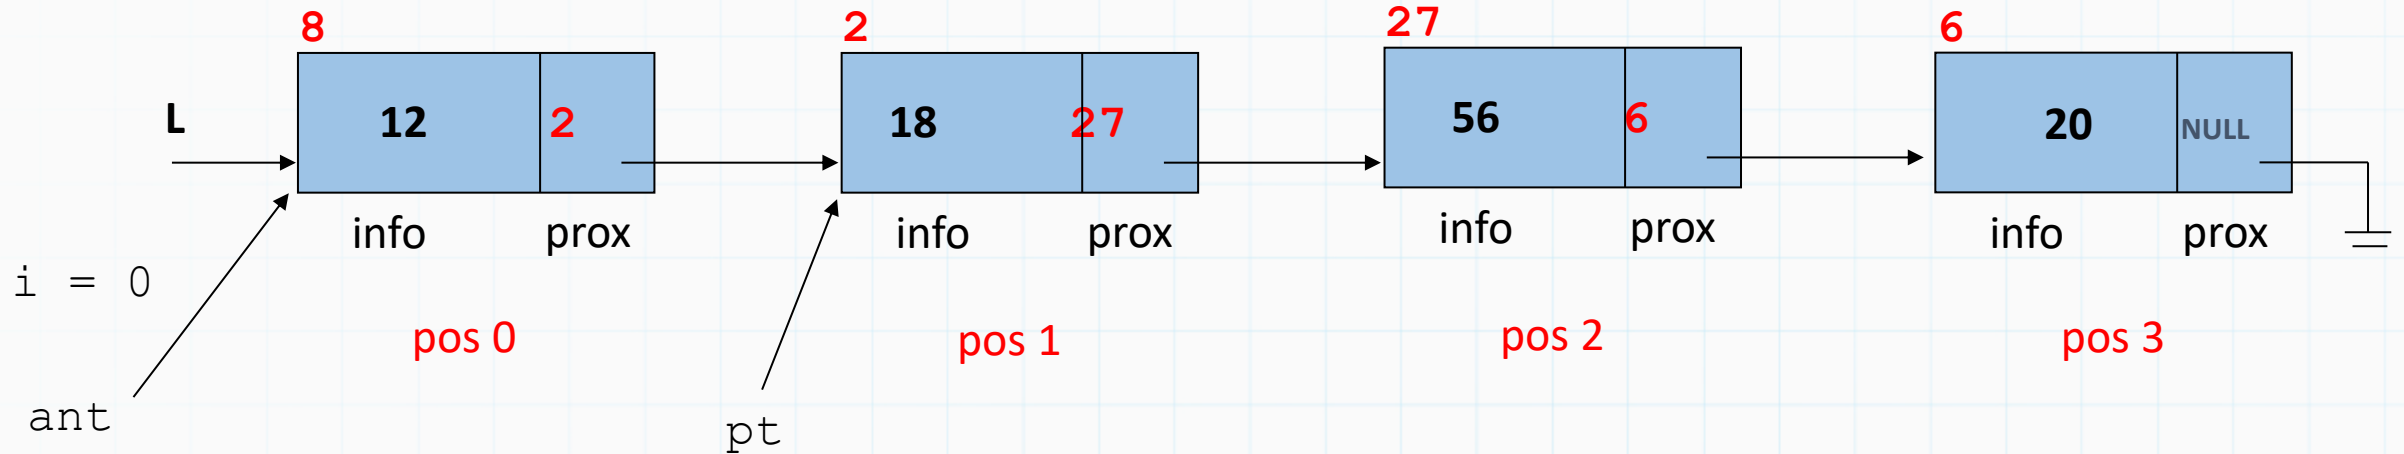 8 2 27 6
L 12 2 18 27 56 6 20 NULL
info prox info prox info prox info prox
i = 0
pos 0 pos 1 pos 2 pos 3
ant pt